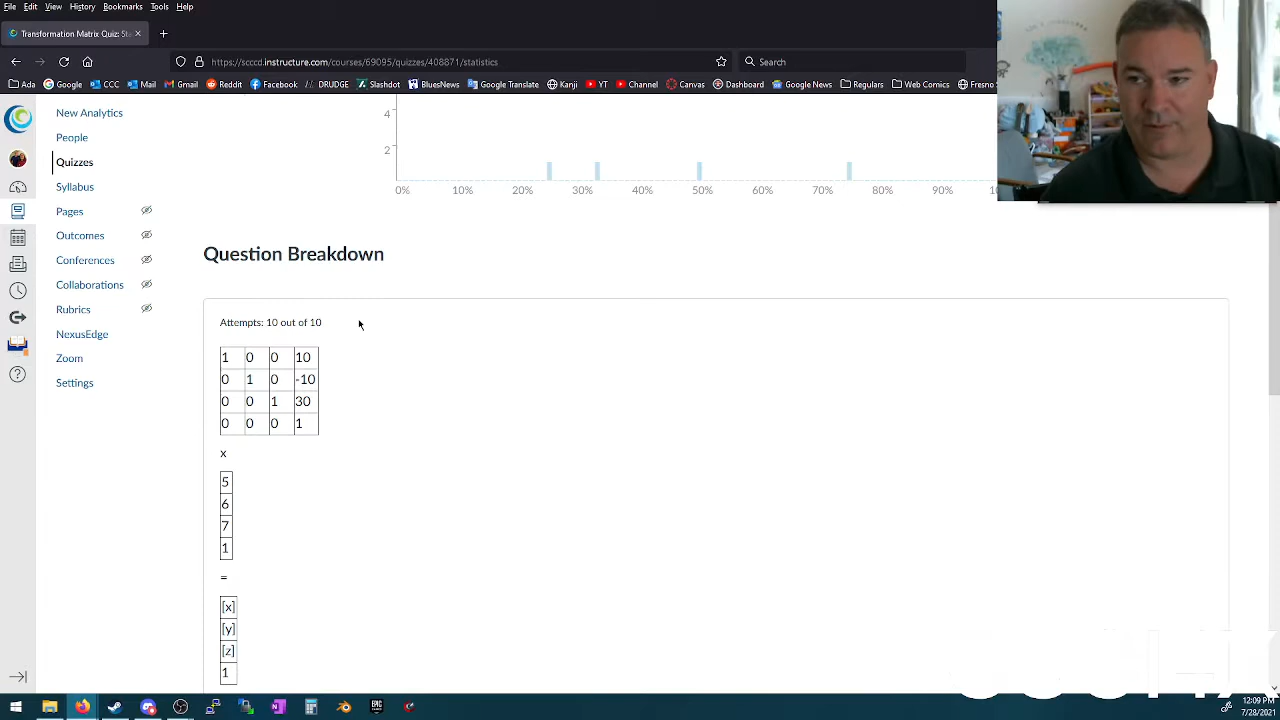 File Edit View History Bookmarks Tools Help
Transformation Matrix Quiz: Sta
https://scccd.instructure.com/courses/69095/quizzes/408871/statistics
Search
Ada Google OCC Mail Gmail Facebook /:\ DRUDGE Slashdot BluesNews Google Translate Kanji YT Channel Canvas Dashboard Google News Regulars Web Comics Fresno
New Analytics
People
Quizzes
Syllabus
Pages
Outcomes
Conferences
Collaborations
Rubrics
NexusEdge
Zoom
Settings
4
2
0% 10% 20% 30% 40% 50% 60% 70% 80% 90%
Question Breakdown
Attempts: 10 out of 10
1 0 0 10
0 1 0 -10
0 0 1 30
0 0 0 1
x
5
6
7
1
=
[x]
[y]
[z]
1
12:09 PM
7/28/2021